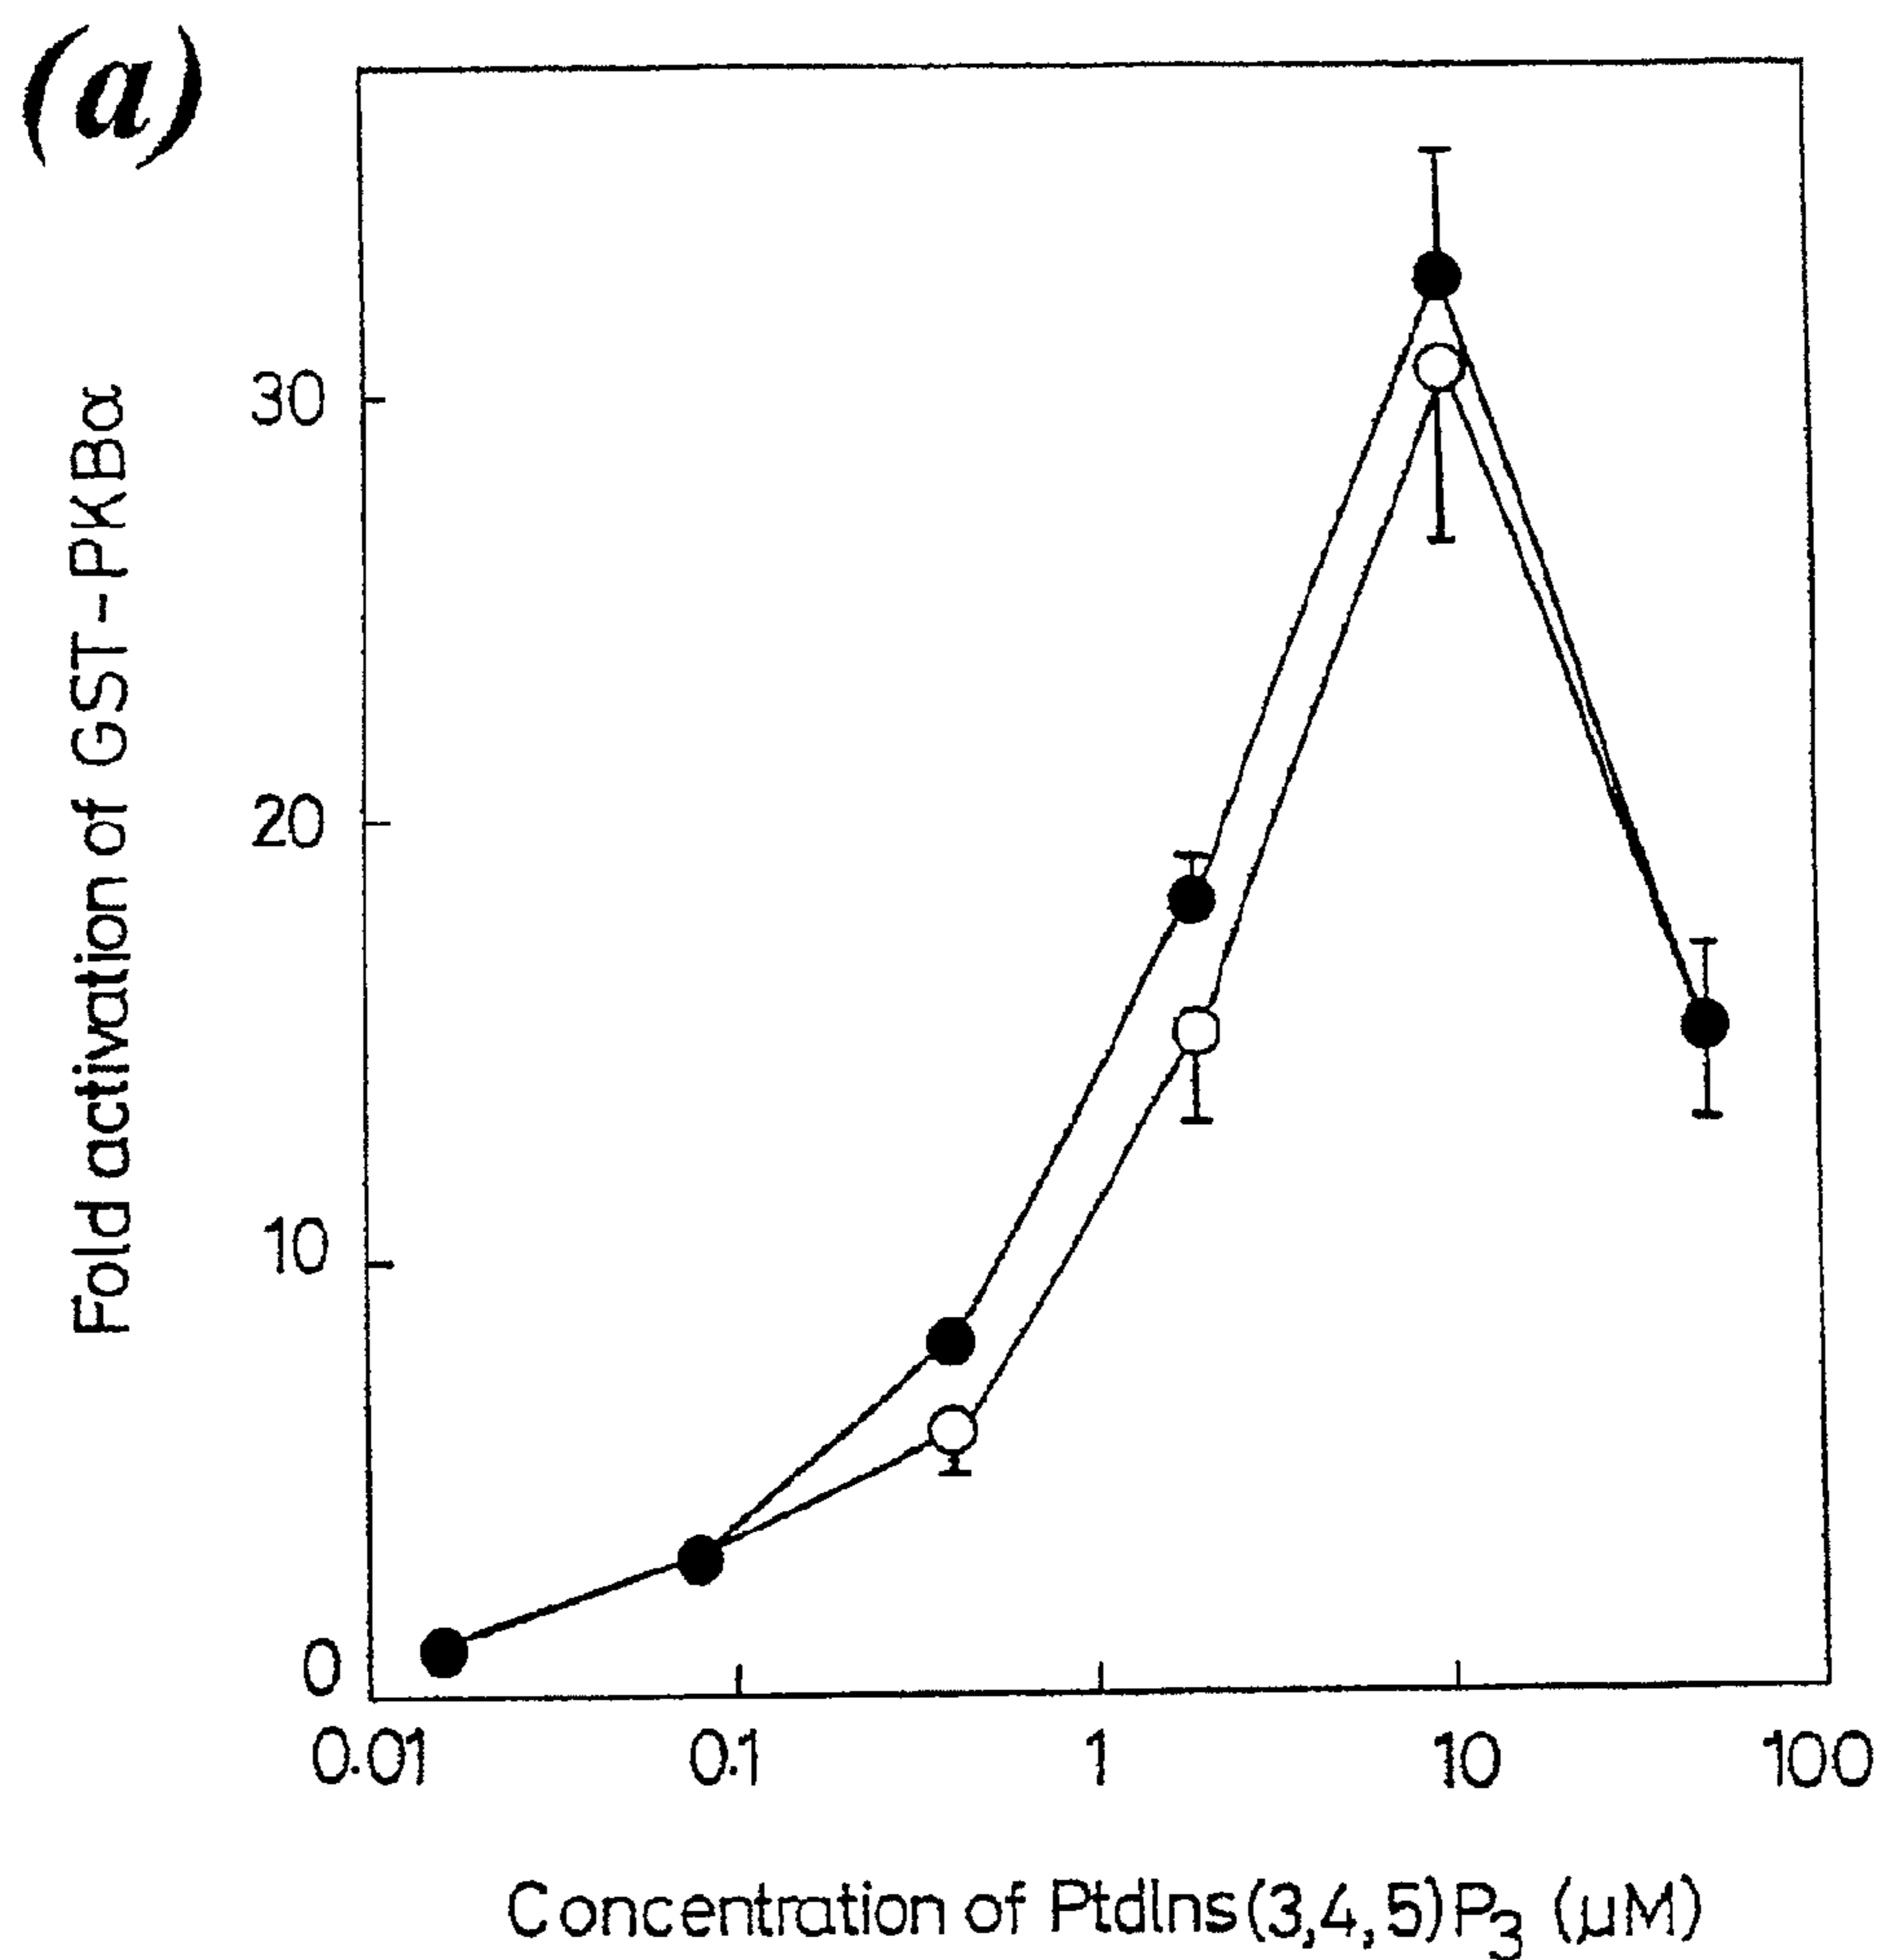 (a)
Fold activation of GST-PKBα
30
20
10
0
0.01 0.1 1 10 100
Concentration of PtdIns(3,4,5)P3 (μM)